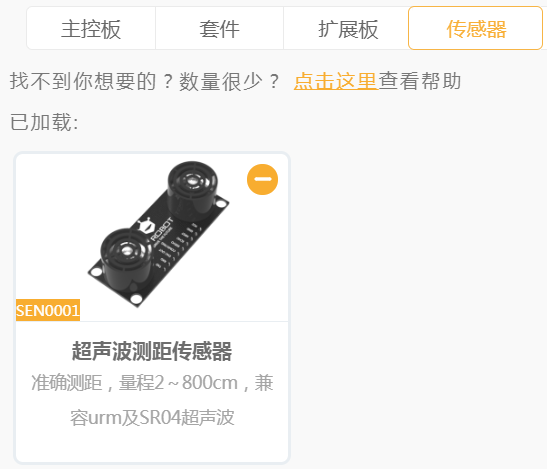 主控板 套件 扩展板 传感器
找不到你想要的？数量很少？ 点击这里查看帮助
已加载:
ROBOT
SEN0001
超声波测距传感器
准确测距，量程2～800cm，兼
容urm及SR04超声波